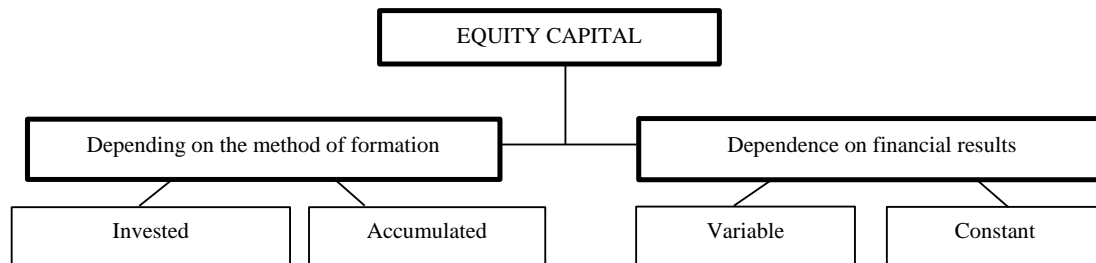 EQUITY CAPITAL
Depending on the method of formation
Dependence on financial results
Invested
Accumulated
Variable
Constant